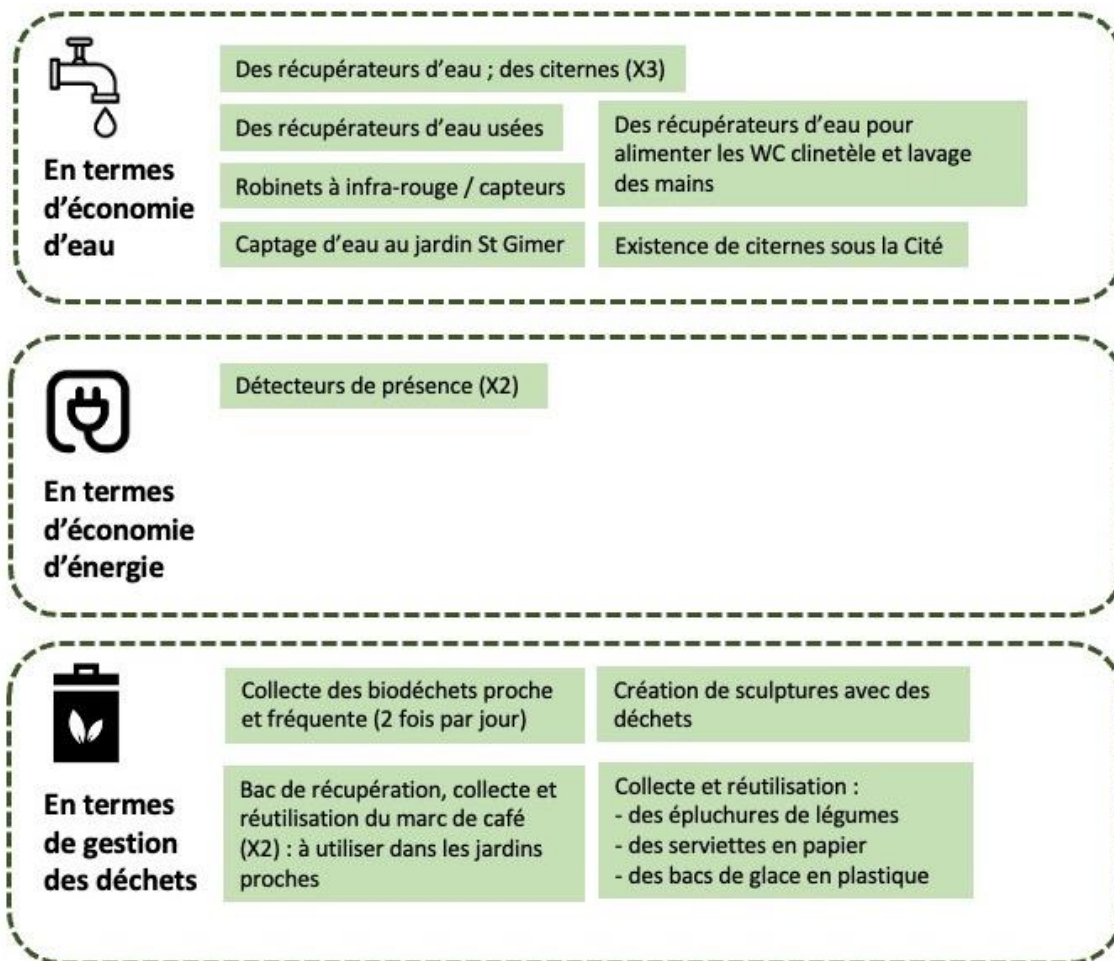 En termes
d'économie
d'eau
Des récupérateurs d'eau ; des citernes (X3)
Des récupérateurs d'eau usées
Des récupérateurs d'eau pour
alimenter les WC clinetèle et lavage
des mains
Robinets à infra-rouge / capteurs
Captage d'eau au jardin St Gimer
Existence de citernes sous la Cité
En termes
d'économie
d'énergie
Détecteurs de présence (X2)
En termes
de gestion
des déchets
Collecte des biodéchets proche
et fréquente (2 fois par jour)
Création de sculptures avec des
déchets
Bac de récupération, collecte et
réutilisation du marc de café
(X2) : à utiliser dans les jardins
proches
Collecte et réutilisation :
- des épluchures de légumes
- des serviettes en papier
- des bacs de glace en plastique